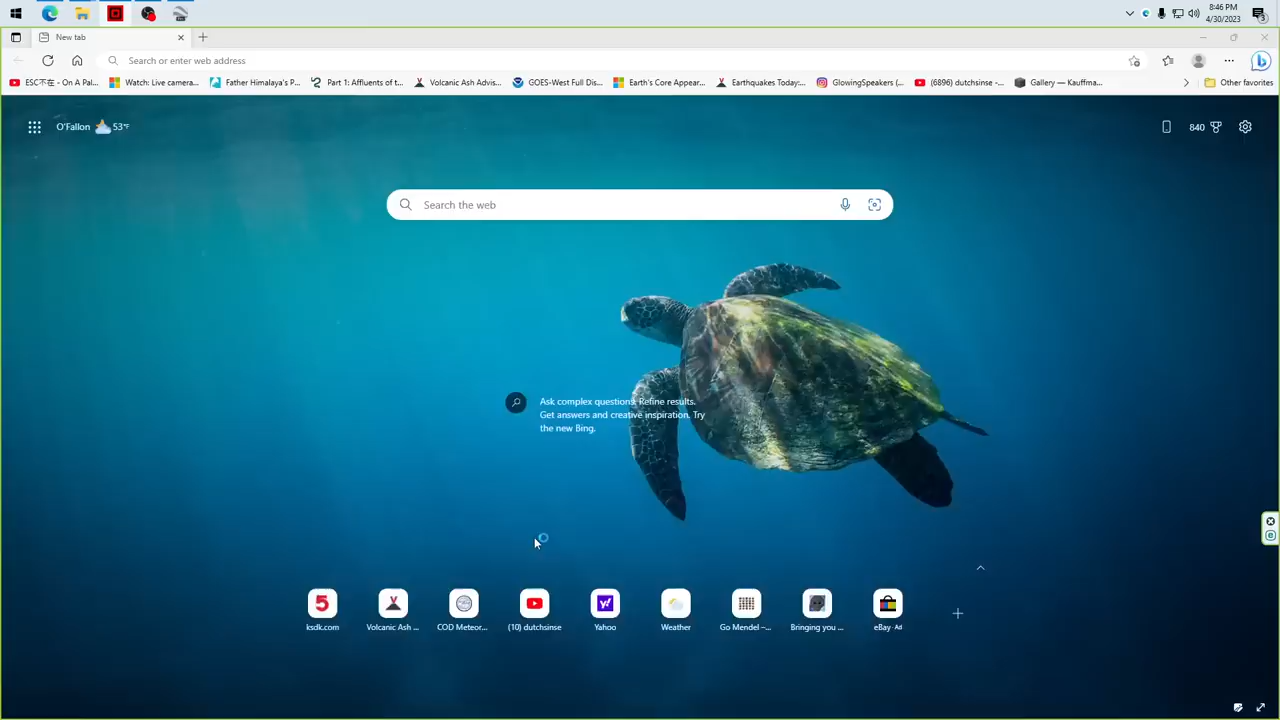 8:46 PM
4/30/2023
3
New tab
Search or enter web address
ESC不在 - On A Pal...
Watch: Live camera...
Father Himalaya's P...
Part 1: Affluents of t...
Volcanic Ash Advis...
GOES-West Full Dis...
Earth's Core Appear...
Earthquakes Today:...
GlowingSpeakers (...
(6896) dutchsinse -...
Gallery — Kauffma...
Other favorites
O'Fallon 53°F
840
Search the web
Ask complex questions. Refine results.
Get answers and creative inspiration. Try
the new Bing.
5
ksdk.com
Volcanic Ash ...
COD Meteor...
(10) dutchsinse
Yahoo
Weather
Go Mendel –...
Bringing you ...
eBay · Ad